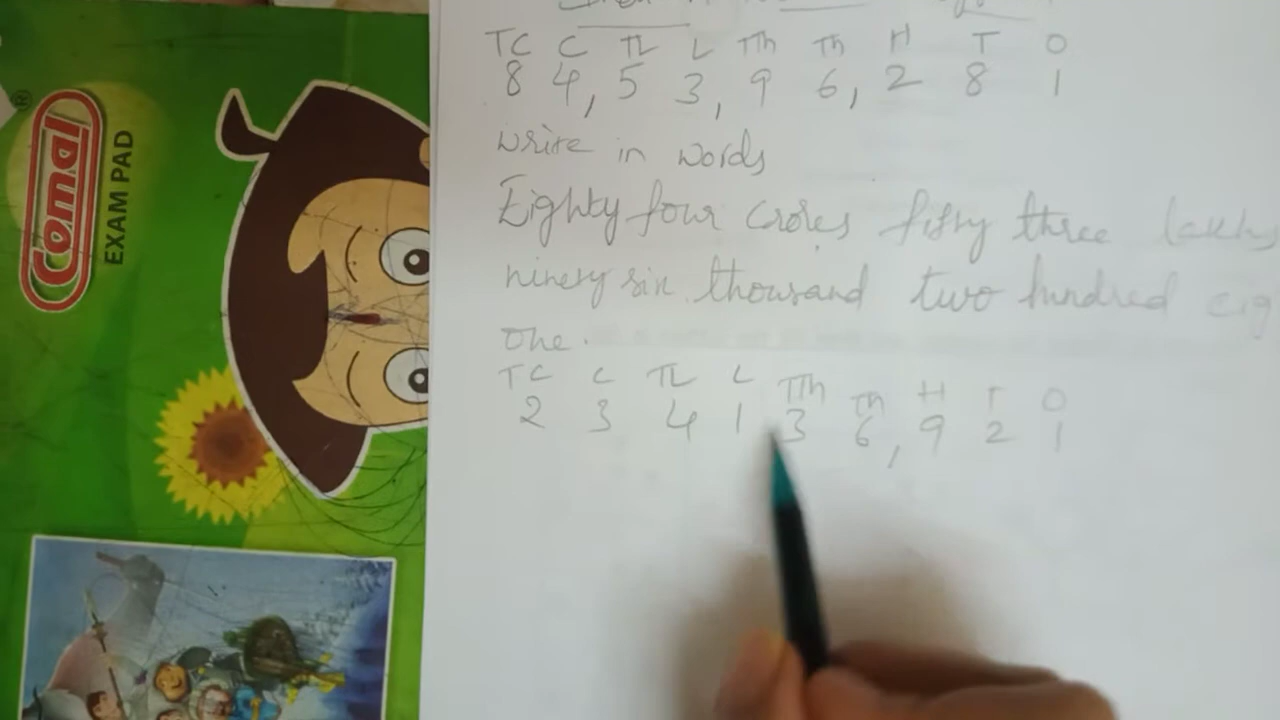 Comal
EXAM PAD
TC C TL L TTh Th H T O
8 4, 5 3, 9 6, 2 8 1
write in words
Eighty four crores fifty three lakhs
ninety six thousand two hundred eig
one.
TC C TL L TTh Th H T O
2 3 4 1 3 6, 9 2 1